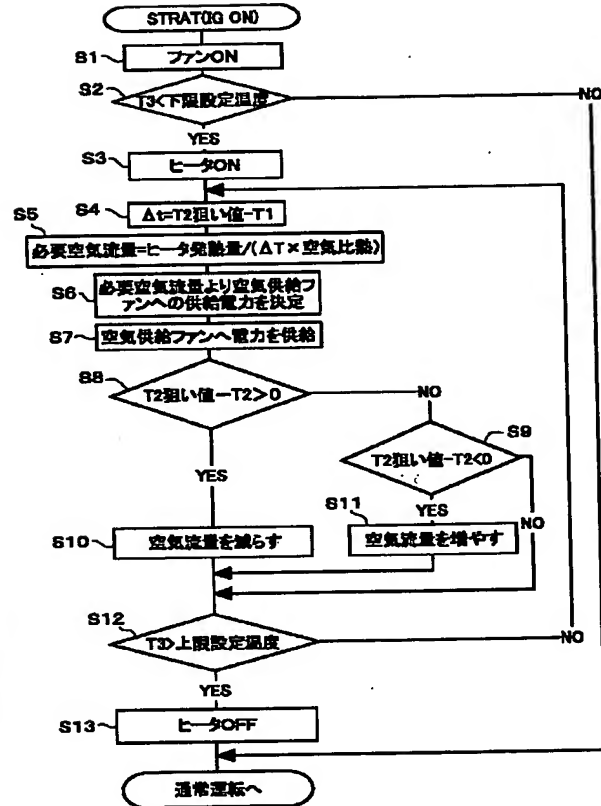 STRAT(IG ON)
S1
ファンON
S2
T3<下限設定温度
NO
YES
S3
ヒータON
S4
Δt=T2狙い値-T1
S5
必要空気流量=ヒータ発熱量/(ΔT×空気比熱)
S6
必要空気流量より空気供給フ
ァンへの供給電力を決定
S7
空気供給ファンへ電力を供給
S8
T2狙い値-T2>0
NO
S9
T2狙い値-T2<0
YES
YES
NO
S10
空気流量を減らす
S11
空気流量を増やす
S12
T3>上限設定温度
NO
YES
S13
ヒータOFF
通常運転へ